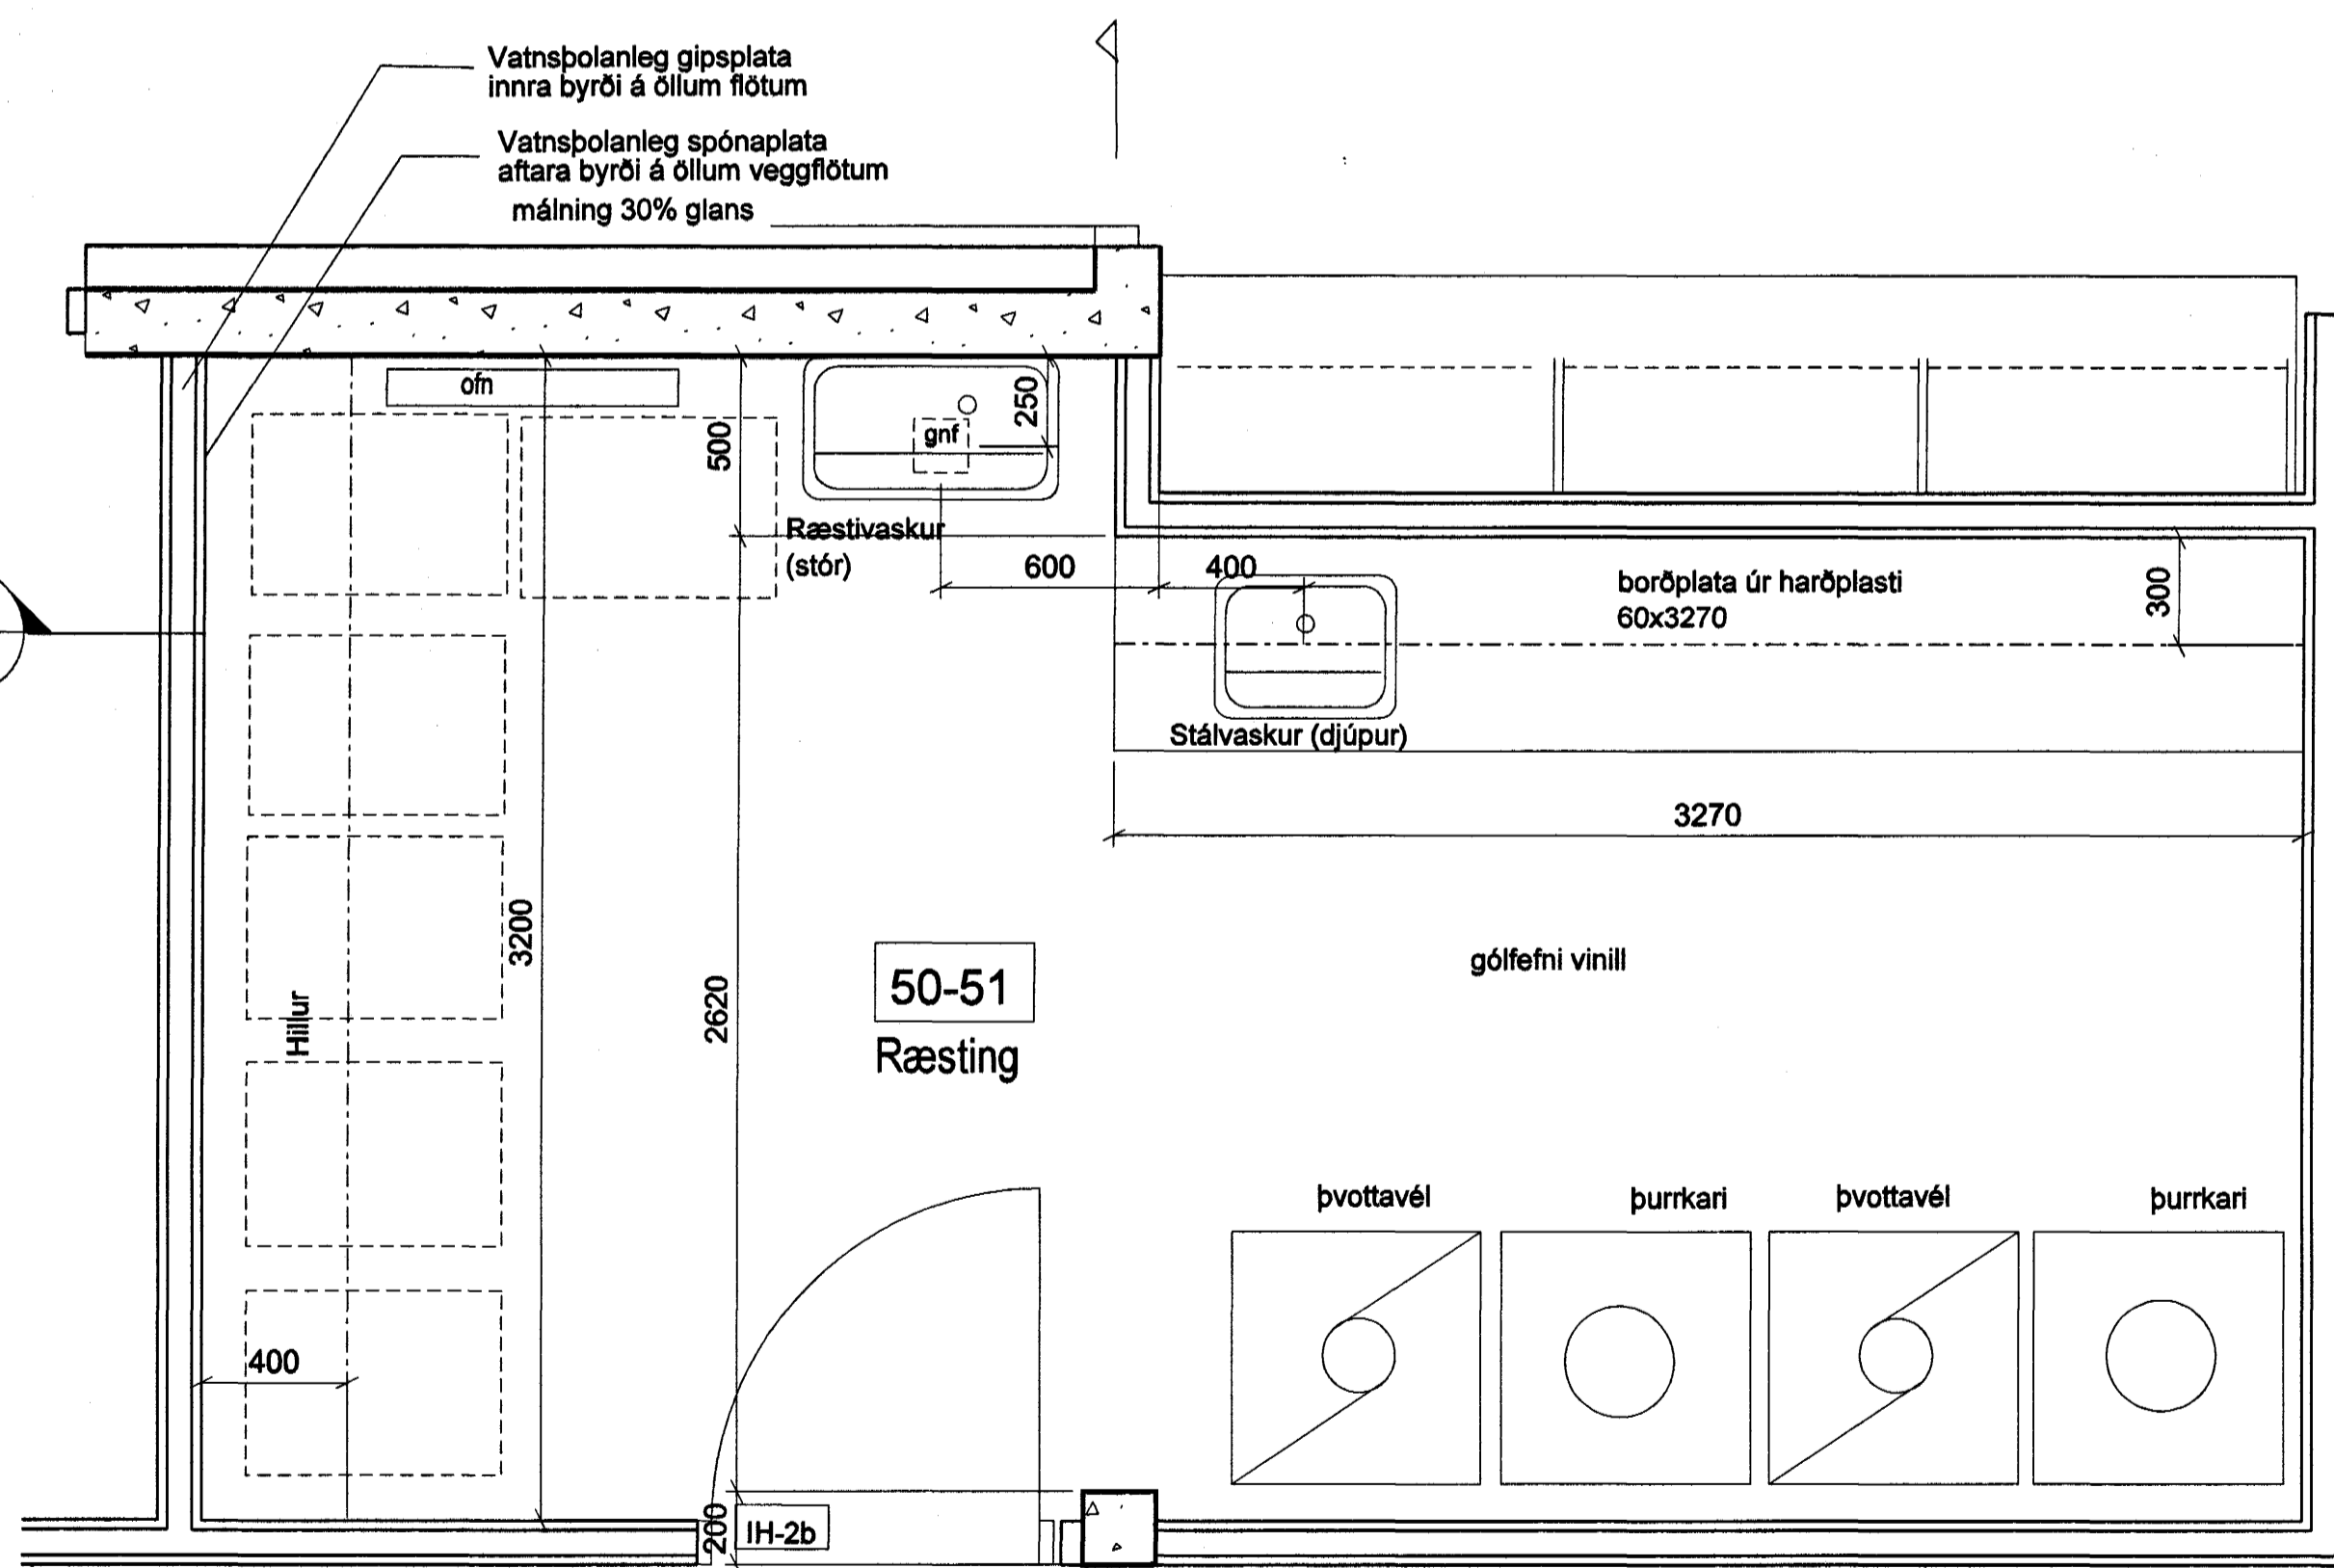 Vatnsþolanleg gipsplata
innra byrði á öllum flötum
Vatnsþolanleg spónaplata
aftara byrði á öllum veggflötum
málning 30% glans
ofn
gnf
250
500
Ræstivaskur
(stór)
600
400
borðplata úr harðplasti
60x3270
300
Stálvaskur (djúpur)
3270
3200
2620
Hillur
50-51
Ræsting
gólfefni vinill
þvottavél
þurrkari
þvottavél
þurrkari
400
200
IH-2b